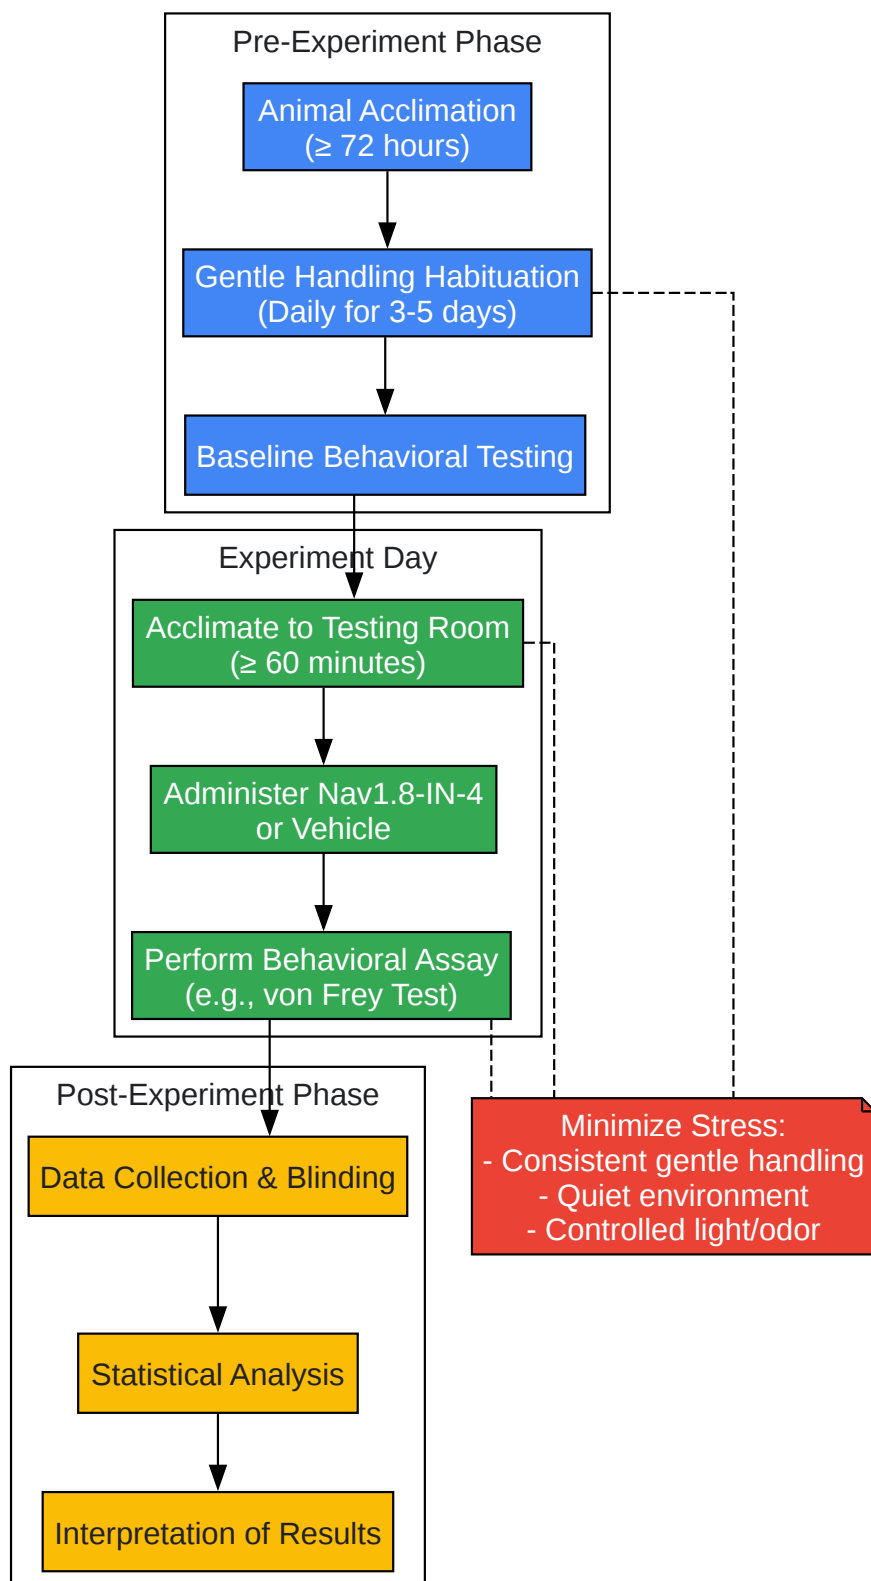 Pre-Experiment Phase
Animal Acclimation
(≥ 72 hours)
Gentle Handling Habituation
(Daily for 3-5 days)
Baseline Behavioral Testing
Experiment Day
Acclimate to Testing Room
(≥ 60 minutes)
Administer Nav1.8-IN-4
or Vehicle
Perform Behavioral Assay
(e.g., von Frey Test)
Post-Experiment Phase
Data Collection & Blinding
Statistical Analysis
Interpretation of Results
Minimize Stress:
- Consistent gentle handling
- Quiet environment
- Controlled light/odor